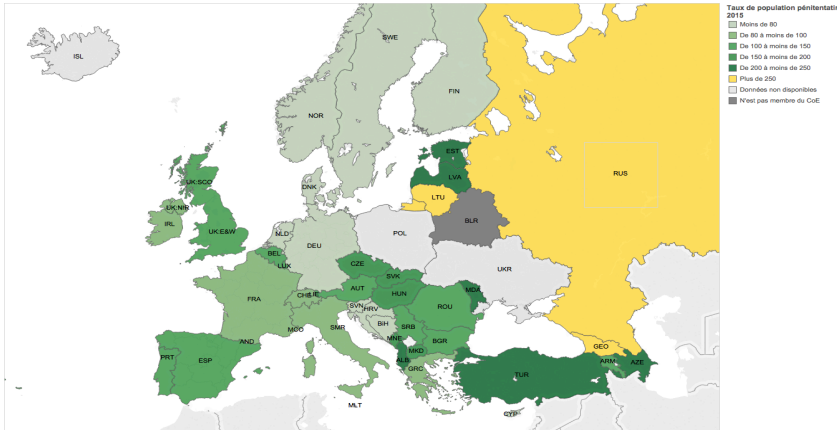 Taux de population pénitentiaire
2015
Moins de 80
De 80 à moins de 100
De 100 à moins de 150
De 150 à moins de 200
De 200 à moins de 250
Plus de 250
Données non disponibles
N'est pas membre du CoE
ISL
SWE
FIN
NOR
EST
RUS
UK:SCO
LVA
DNK
LTU
UK:NIR
BLR
IRL
UK:E&W
NLD
POL
DEU
BEL
LUX
CZE
UKR
SVK
AUT
HUN
MDA
FRA
CHE
LIE
SVN
HRV
ROU
BIH
SRB
MCO
SMR
MNE
BGR
AND
GEO
PRT
ESP
ALB
MKD
ARM
AZE
GRC
TUR
MLT
CYP